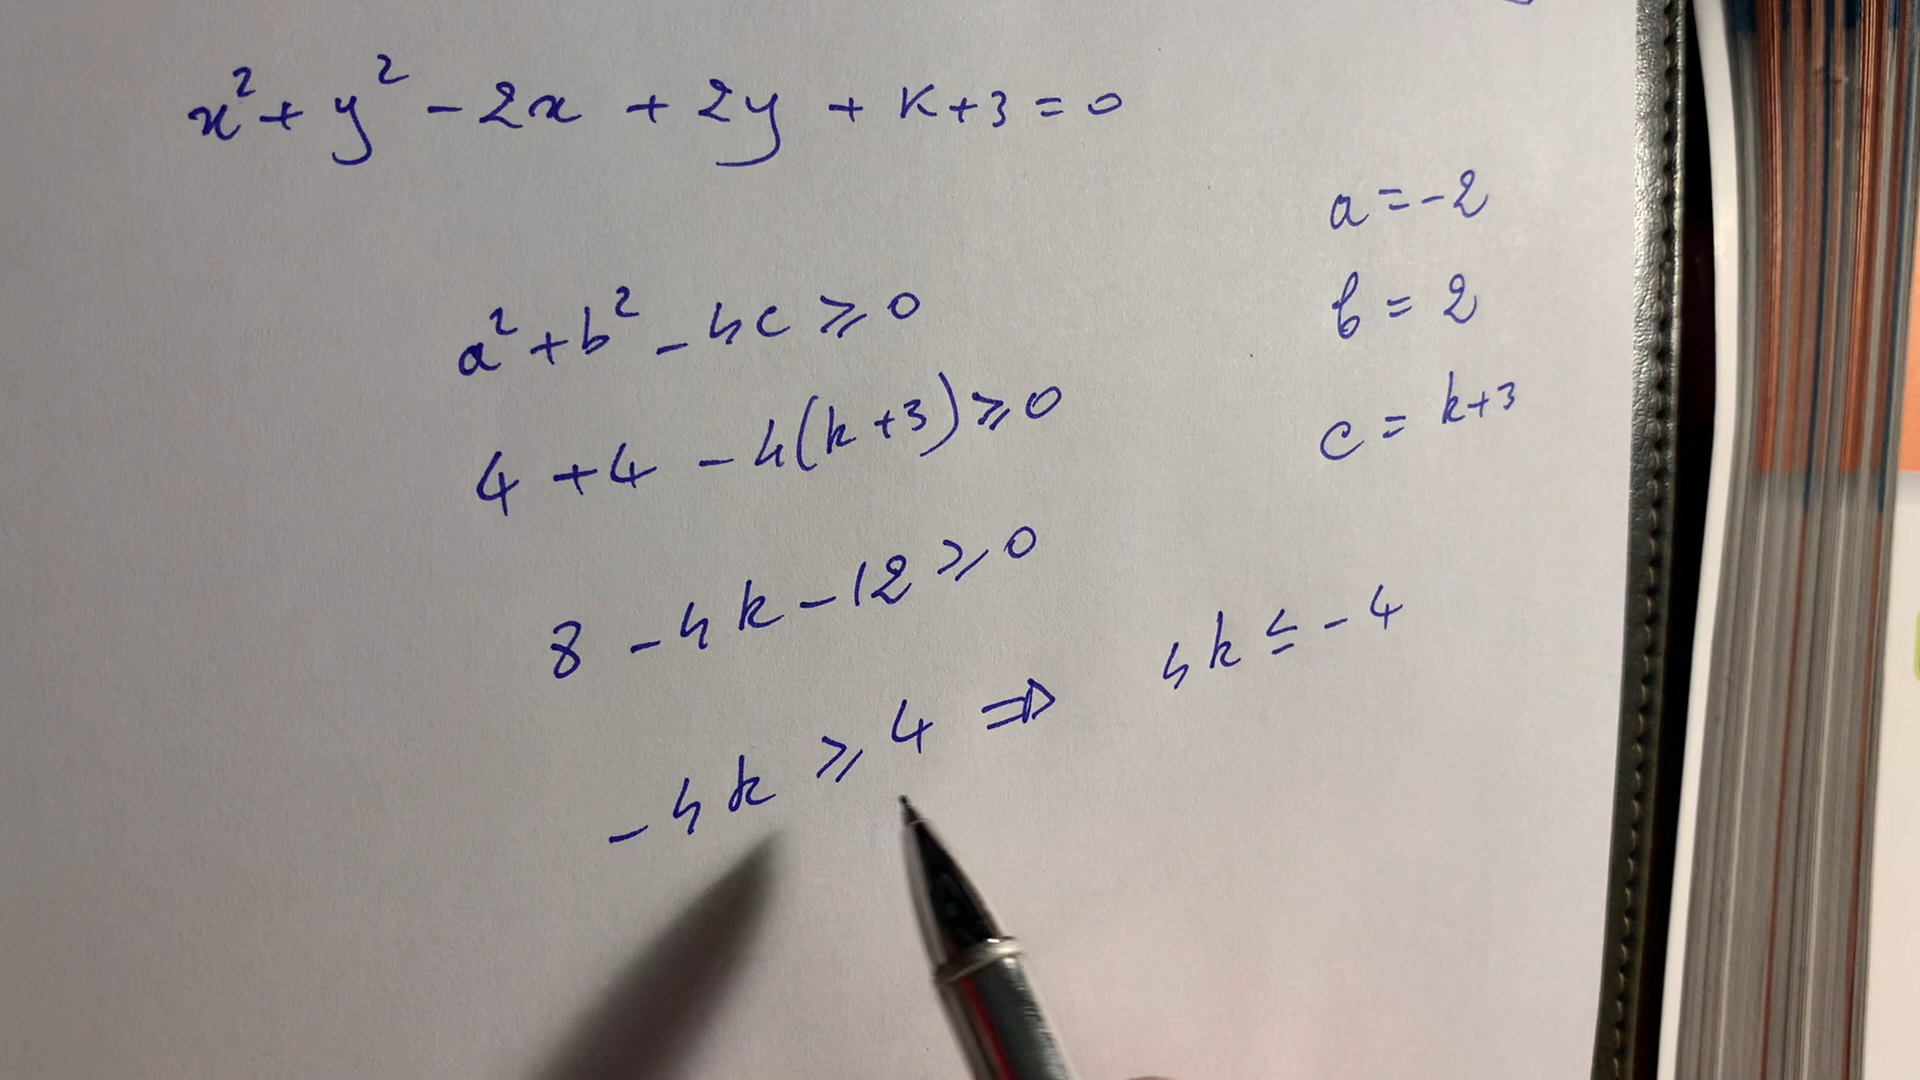 x² + y² - 2x + 2y + K + 3 = 0
a = -2
b = 2
c = k+3
a² + b² - 4c ⩾ 0
4 + 4 - 4(k+3) ⩾ 0
8 - 4k - 12 ⩾ 0
-4k ⩾ 4 ⇒ 4k ≤ -4